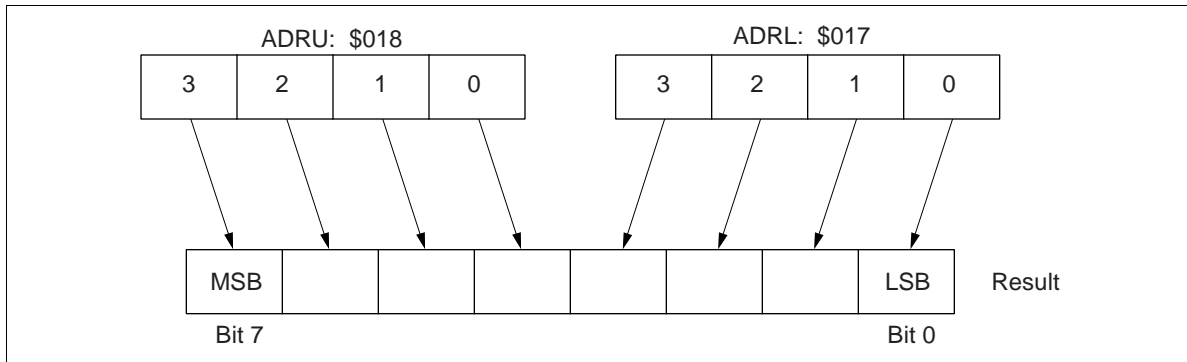 ADRU: $018
ADRL: $017
3 2 1 0
3 2 1 0
MSB
LSB
Result
Bit 7
Bit 0